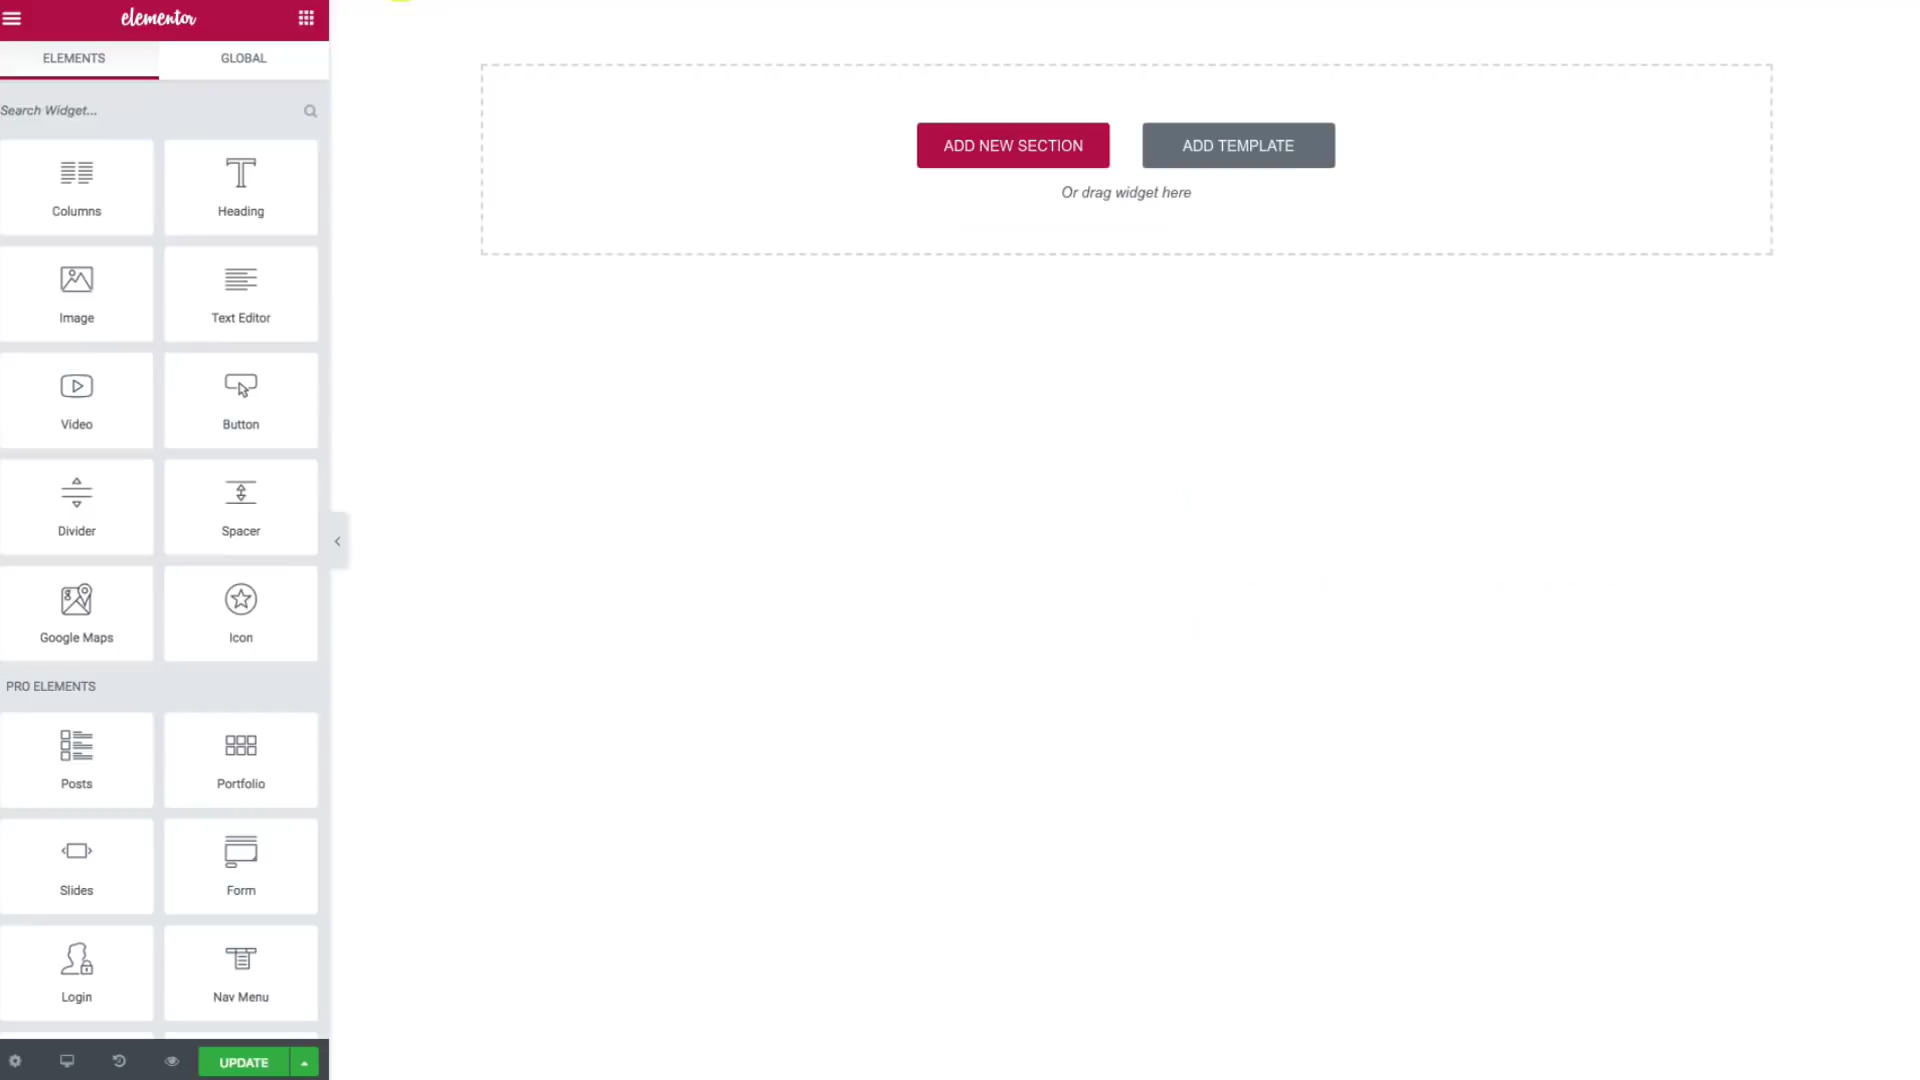 elementor
ELEMENTS
GLOBAL
Search Widget...
Columns
Heading
Image
Text Editor
Video
Button
Divider
Spacer
Google Maps
Icon
PRO ELEMENTS
Posts
Portfolio
Slides
Form
Login
Nav Menu
UPDATE
ADD NEW SECTION
ADD TEMPLATE
Or drag widget here